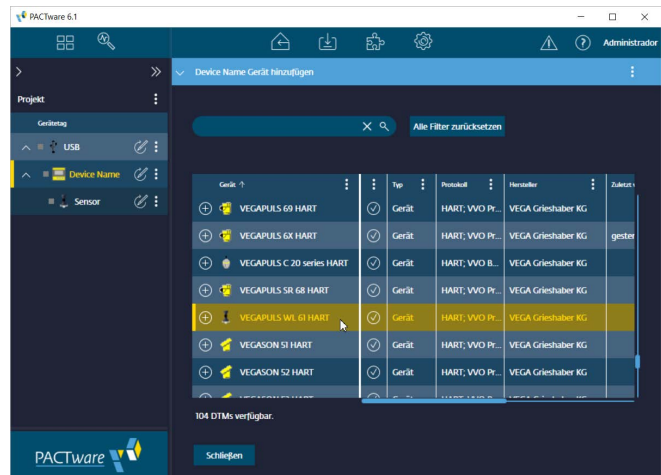 PACTware 6.1
Administrador
Device Name Gerät hinzufügen
Projekt
Gerätetag
USB
Device Name
Sensor
Alle Filter zurücksetzen
Gerät Typ Protokoll Hersteller Zuletzt v
VEGAPULS 69 HART Gerät HART; VVO Pr... VEGA Grieshaber KG
VEGAPULS 6X HART Gerät HART; VVO Pr... VEGA Grieshaber KG gester
VEGAPULS C 20 series HART Gerät HART; VVO B... VEGA Grieshaber KG
VEGAPULS SR 68 HART Gerät HART; VVO Pr... VEGA Grieshaber KG
VEGAPULS WL 61 HART Gerät HART; VVO Pr... VEGA Grieshaber KG
VEGASON 51 HART Gerät HART; VVO Pr... VEGA Grieshaber KG
VEGASON 52 HART Gerät HART; VVO Pr... VEGA Grieshaber KG
104 DTMs verfügbar.
Schließen
PACTware